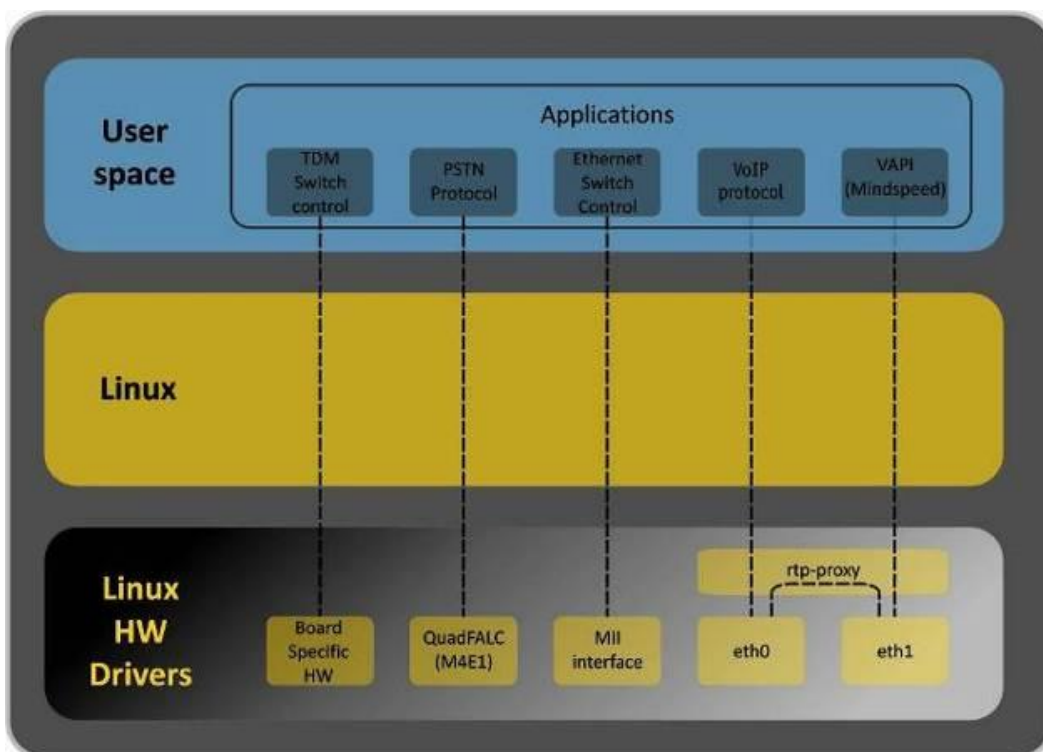 User
space
Applications
TDM
Switch
control
PSTN
Protocol
Ethernet
Switch
Control
VoIP
protocol
VAPI
(Mindspeed)
Linux
Linux
HW
Drivers
rtp-proxy
Board
Specific
HW
QuadFALC
(M4E1)
MII
interface
eth0
eth1